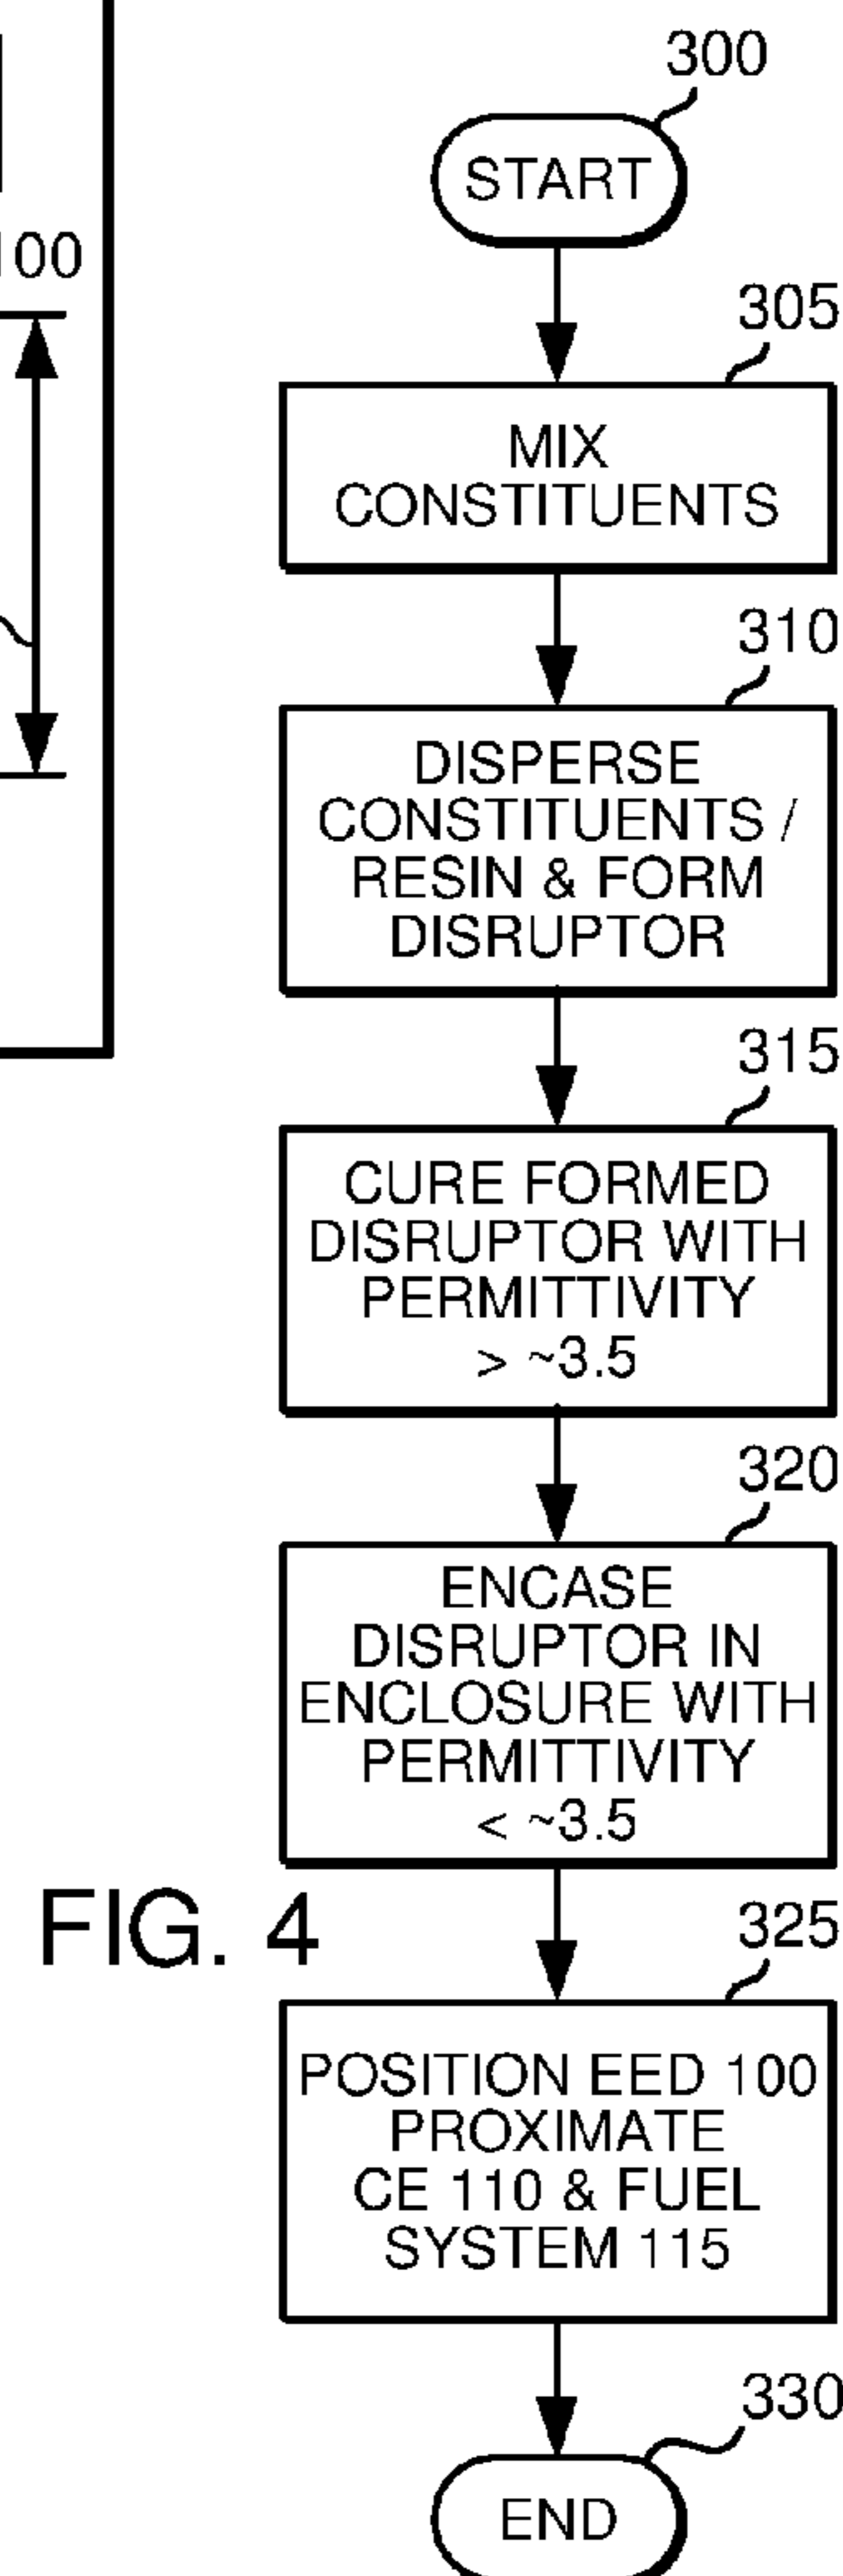 300
START
100
305
MIX
CONSTITUENTS
310
DISPERSE
CONSTITUENTS /
RESIN & FORM
DISRUPTOR
315
CURE FORMED
DISRUPTOR WITH
PERMITTIVITY
> ~3.5
320
ENCASE
DISRUPTOR IN
ENCLOSURE WITH
PERMITTIVITY
< ~3.5
FIG. 4
325
POSITION EED 100
PROXIMATE
CE 110 & FUEL
SYSTEM 115
330
END